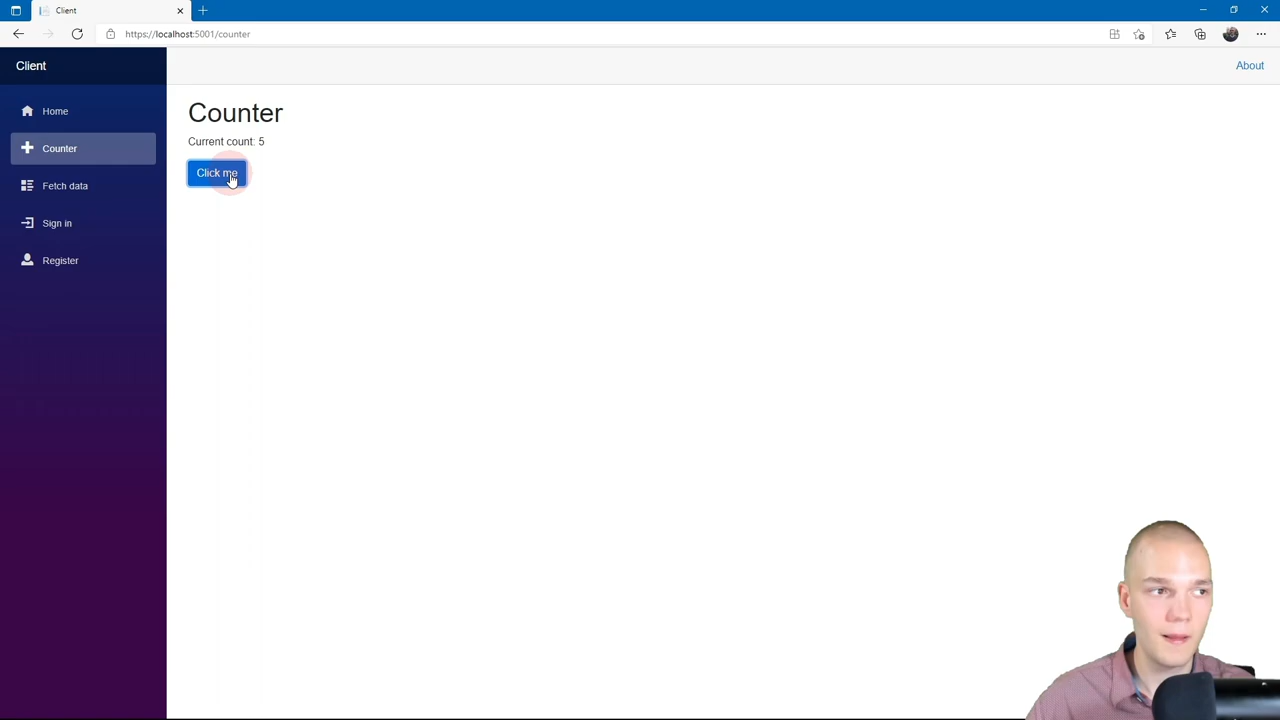 Client
https://localhost:5001/counter
Client
About
Home
Counter
Fetch data
Sign in
Register
Counter
Current count: 5
Click me